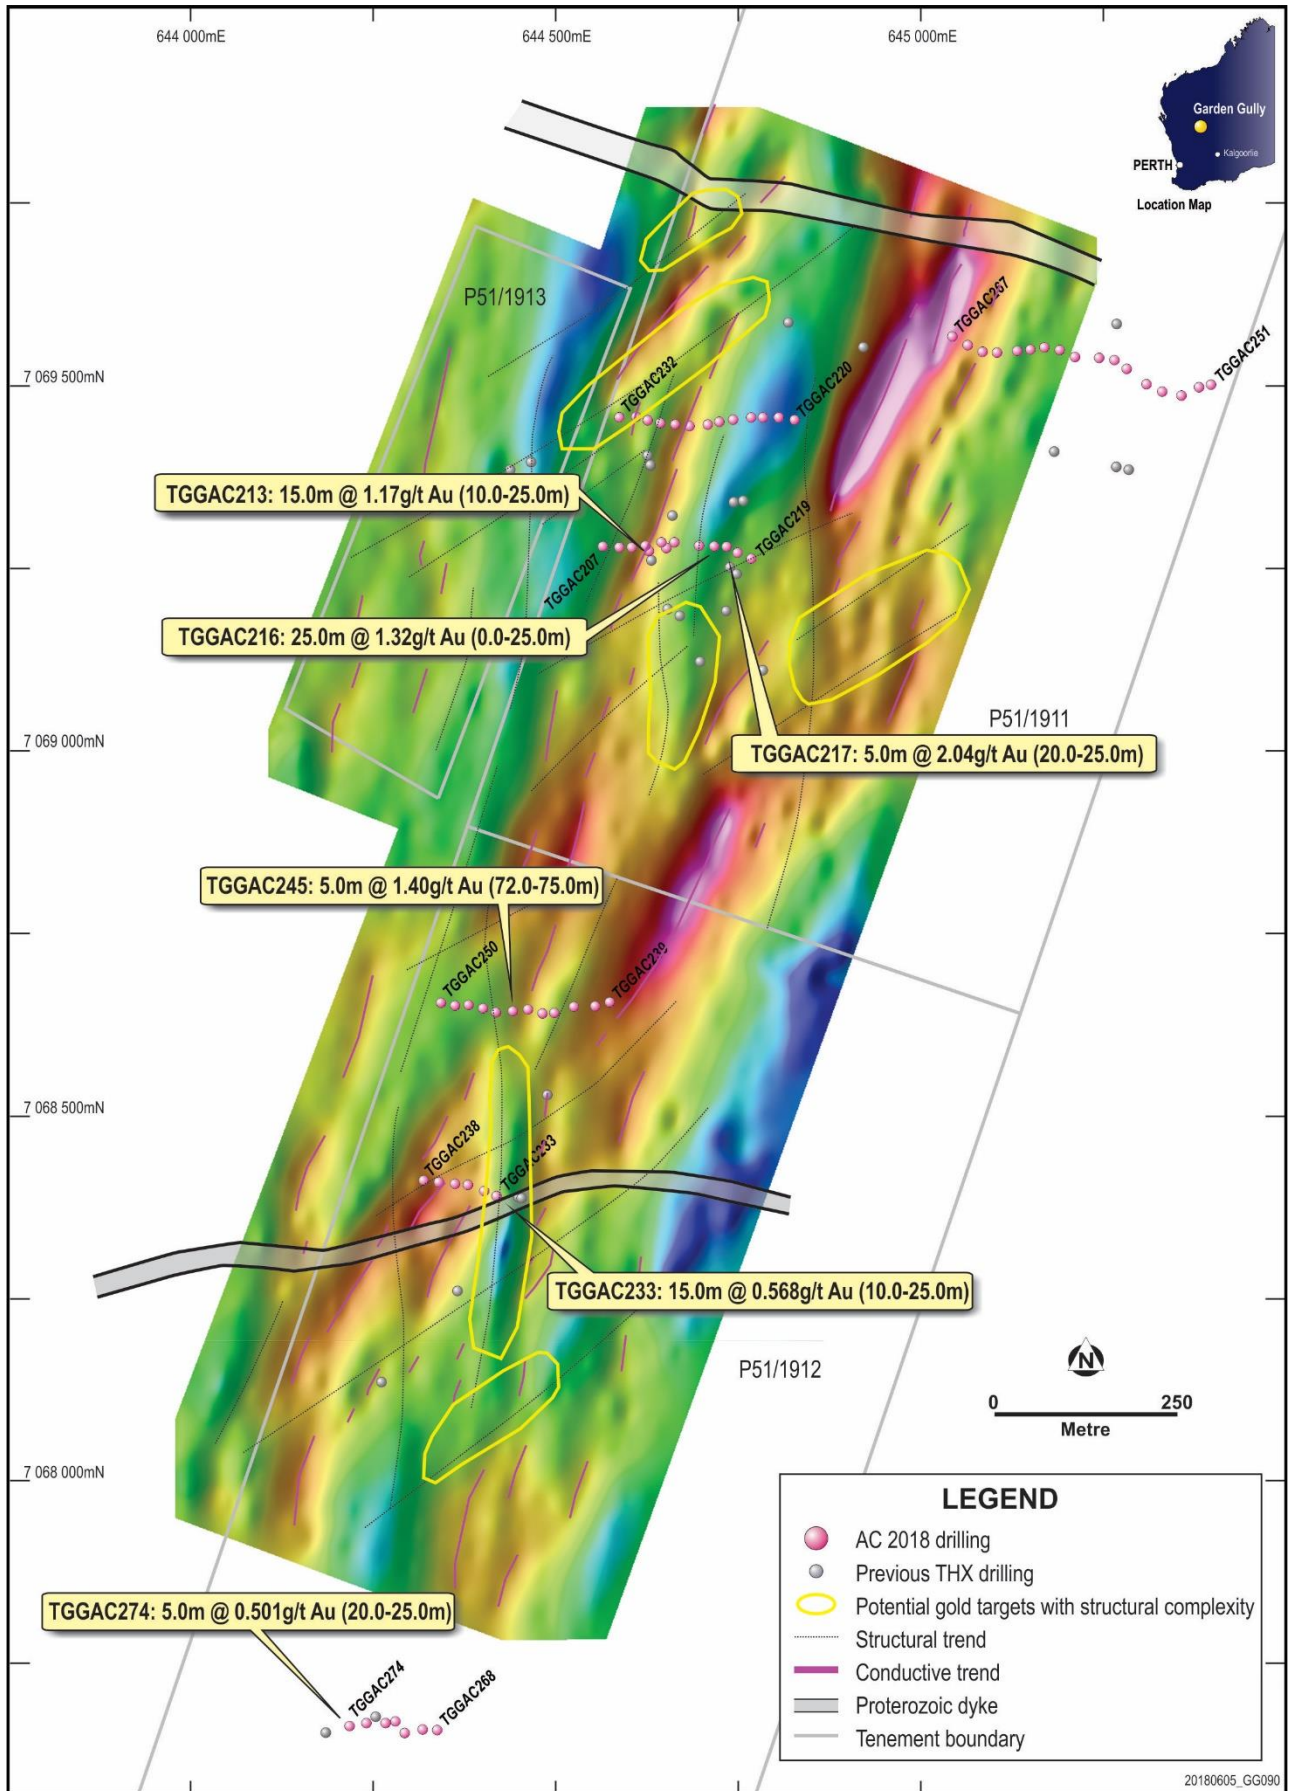 644 000mE
644 500mE
645 000mE
Garden Gully
Kalgoorlie
PERTH
Location Map
P51/1913
TGGAC267
TGGAC251
7 069 500mN
TGGAC232
TGGAC220
TGGAC213: 15.0m @ 1.17g/t Au (10.0-25.0m)
TGGAC219
TGGAC207
TGGAC216: 25.0m @ 1.32g/t Au (0.0-25.0m)
P51/1911
7 069 000mN
TGGAC217: 5.0m @ 2.04g/t Au (20.0-25.0m)
TGGAC245: 5.0m @ 1.40g/t Au (72.0-75.0m)
TGGAC250
TGGAC239
7 068 500mN
TGGAC238
TGGAC233
TGGAC233: 15.0m @ 0.568g/t Au (10.0-25.0m)
P51/1912
N
0 250
Metre
7 068 000mN
LEGEND
AC 2018 drilling
Previous THX drilling
Potential gold targets with structural complexity
Structural trend
Conductive trend
Proterozoic dyke
Tenement boundary
TGGAC274: 5.0m @ 0.501g/t Au (20.0-25.0m)
TGGAC274
TGGAC268
20180605_GG090